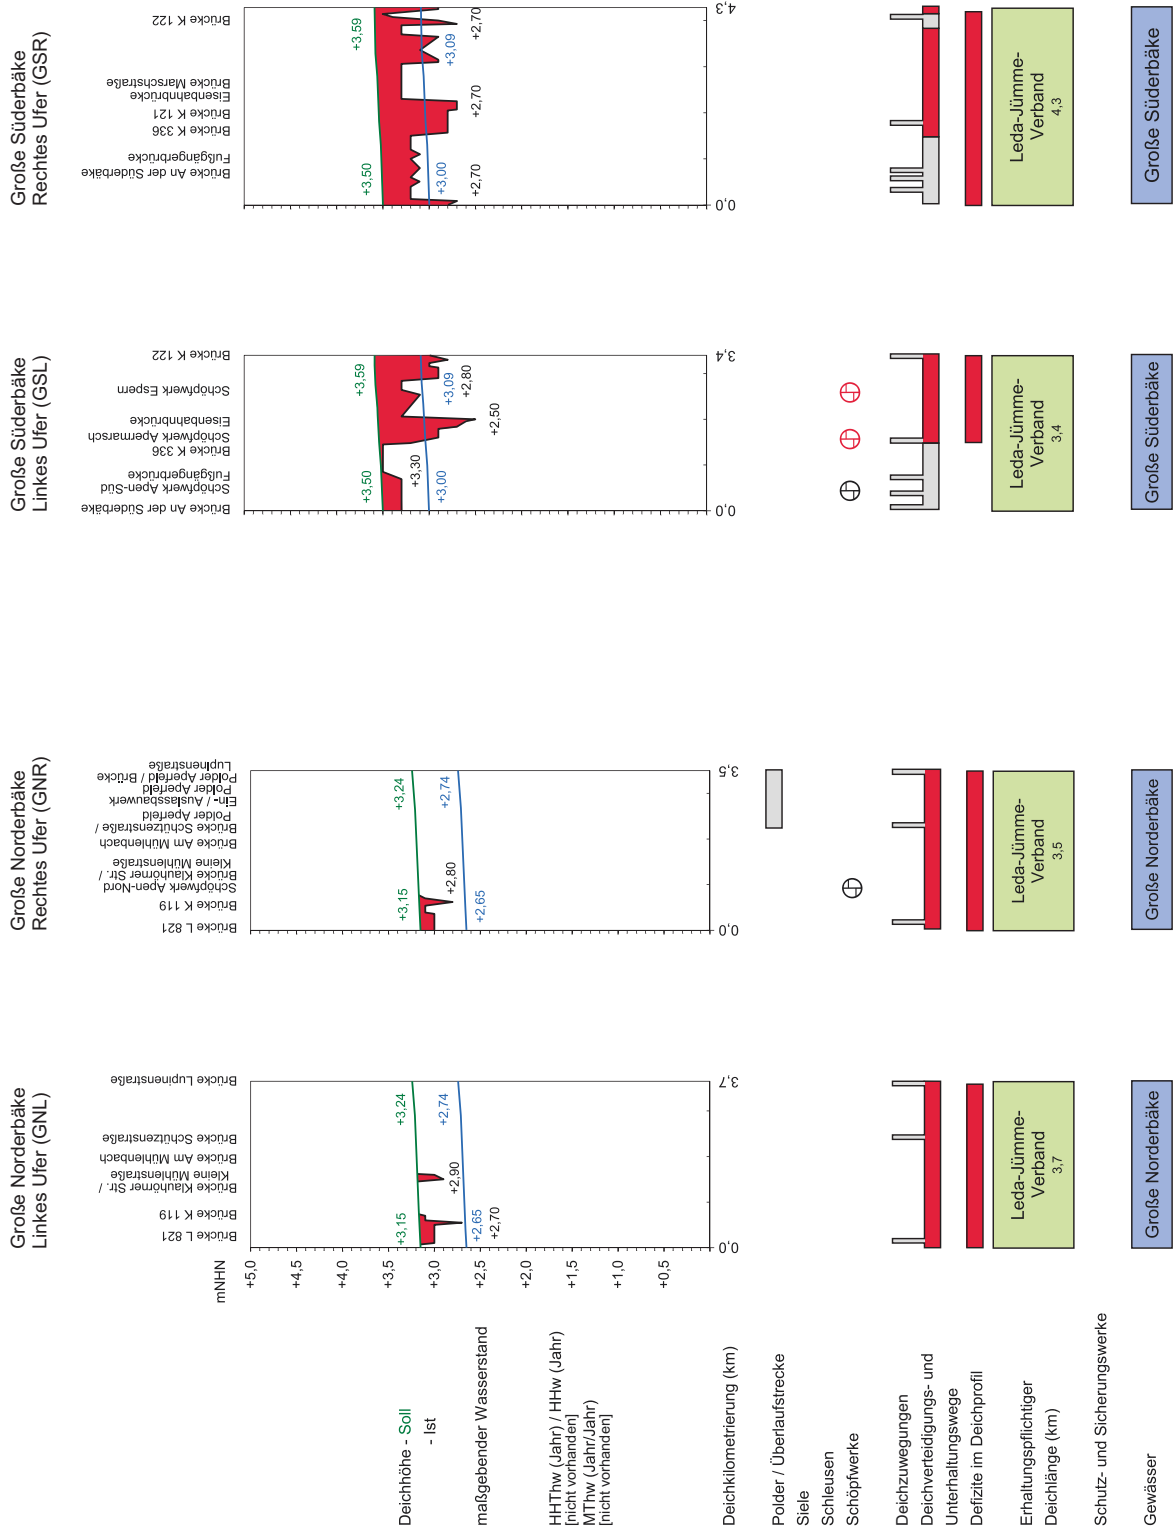 mNHN
+5,0
+4,5
+4,0
+3,5
+3,0
+2,5
+2,0
+1,5
+1,0
+0,5
Deichhöhe - Soll
- Ist
maßgebender Wasserstand
HHThw (Jahr) / HHw (Jahr)
[nicht vorhanden]
MThw (Jahr/Jahr)
[nicht vorhanden]
Deichkilometrierung (km)
Polder / Überlaufstrecke
Siele
Schleusen
Schöpfwerke
Deichzuwegungen
Deichverteidigungs- und
Unterhaltungswege
Defizite im Deichprofil
Erhaltungspflichtiger
Deichlänge (km)
Schutz- und Sicherungswerke
Gewässer
Große Norderbäke
Linkes Ufer (GNL)
Brücke L 821
Brücke K 119
Brücke Klauhörner Str. /
Kleine Mühlenstraße
Brücke Am Mühlenbach
Brücke Schützenstraße
Brücke Lupinenstraße
+3,15
+3,24
+2,65
+2,74
+2,70
+2,90
0,0
3,7
Leda-Jümme-
Verband
3,7
Große Norderbäke
Große Norderbäke
Rechtes Ufer (GNR)
Brücke L 821
Brücke K 119
Schöpfwerk Apen-Nord
Brücke Klauhörner Str. /
Kleine Mühlenstraße
Brücke Am Mühlenbach
Brücke Schützenstraße /
Polder Aperfeld
Ein- / Auslassbauwerk
Polder Aperfeld
Polder Aperfeld / Brücke
Lupinenstraße
+3,15
+3,24
+2,80
+2,65
+2,74
0,0
3,5
Leda-Jümme-
Verband
3,5
Große Norderbäke
Große Süderbäke
Linkes Ufer (GSL)
Brücke An der Süderbäke
Schöpfwerk Apen-Süd
Fußgängerbrücke
Brücke K 336
Schöpfwerk Apermarsch
Eisenbahnbrücke
Schöpfwerk Espern
Brücke K 122
+3,50
+3,59
+3,30
+3,00
+3,09
+2,80
+2,50
0,0
3,4
Leda-Jümme-
Verband
3,4
Große Süderbäke
Große Süderbäke
Rechtes Ufer (GSR)
Brücke An der Süderbäke
Fußgängerbrücke
Brücke K 336
Brücke K 121
Eisenbahnbrücke
Brücke Marschstraße
Brücke K 122
+3,50
+3,59
+3,00
+3,09
+2,70
+2,70
+2,70
0,0
4,3
Leda-Jümme-
Verband
4,3
Große Süderbäke